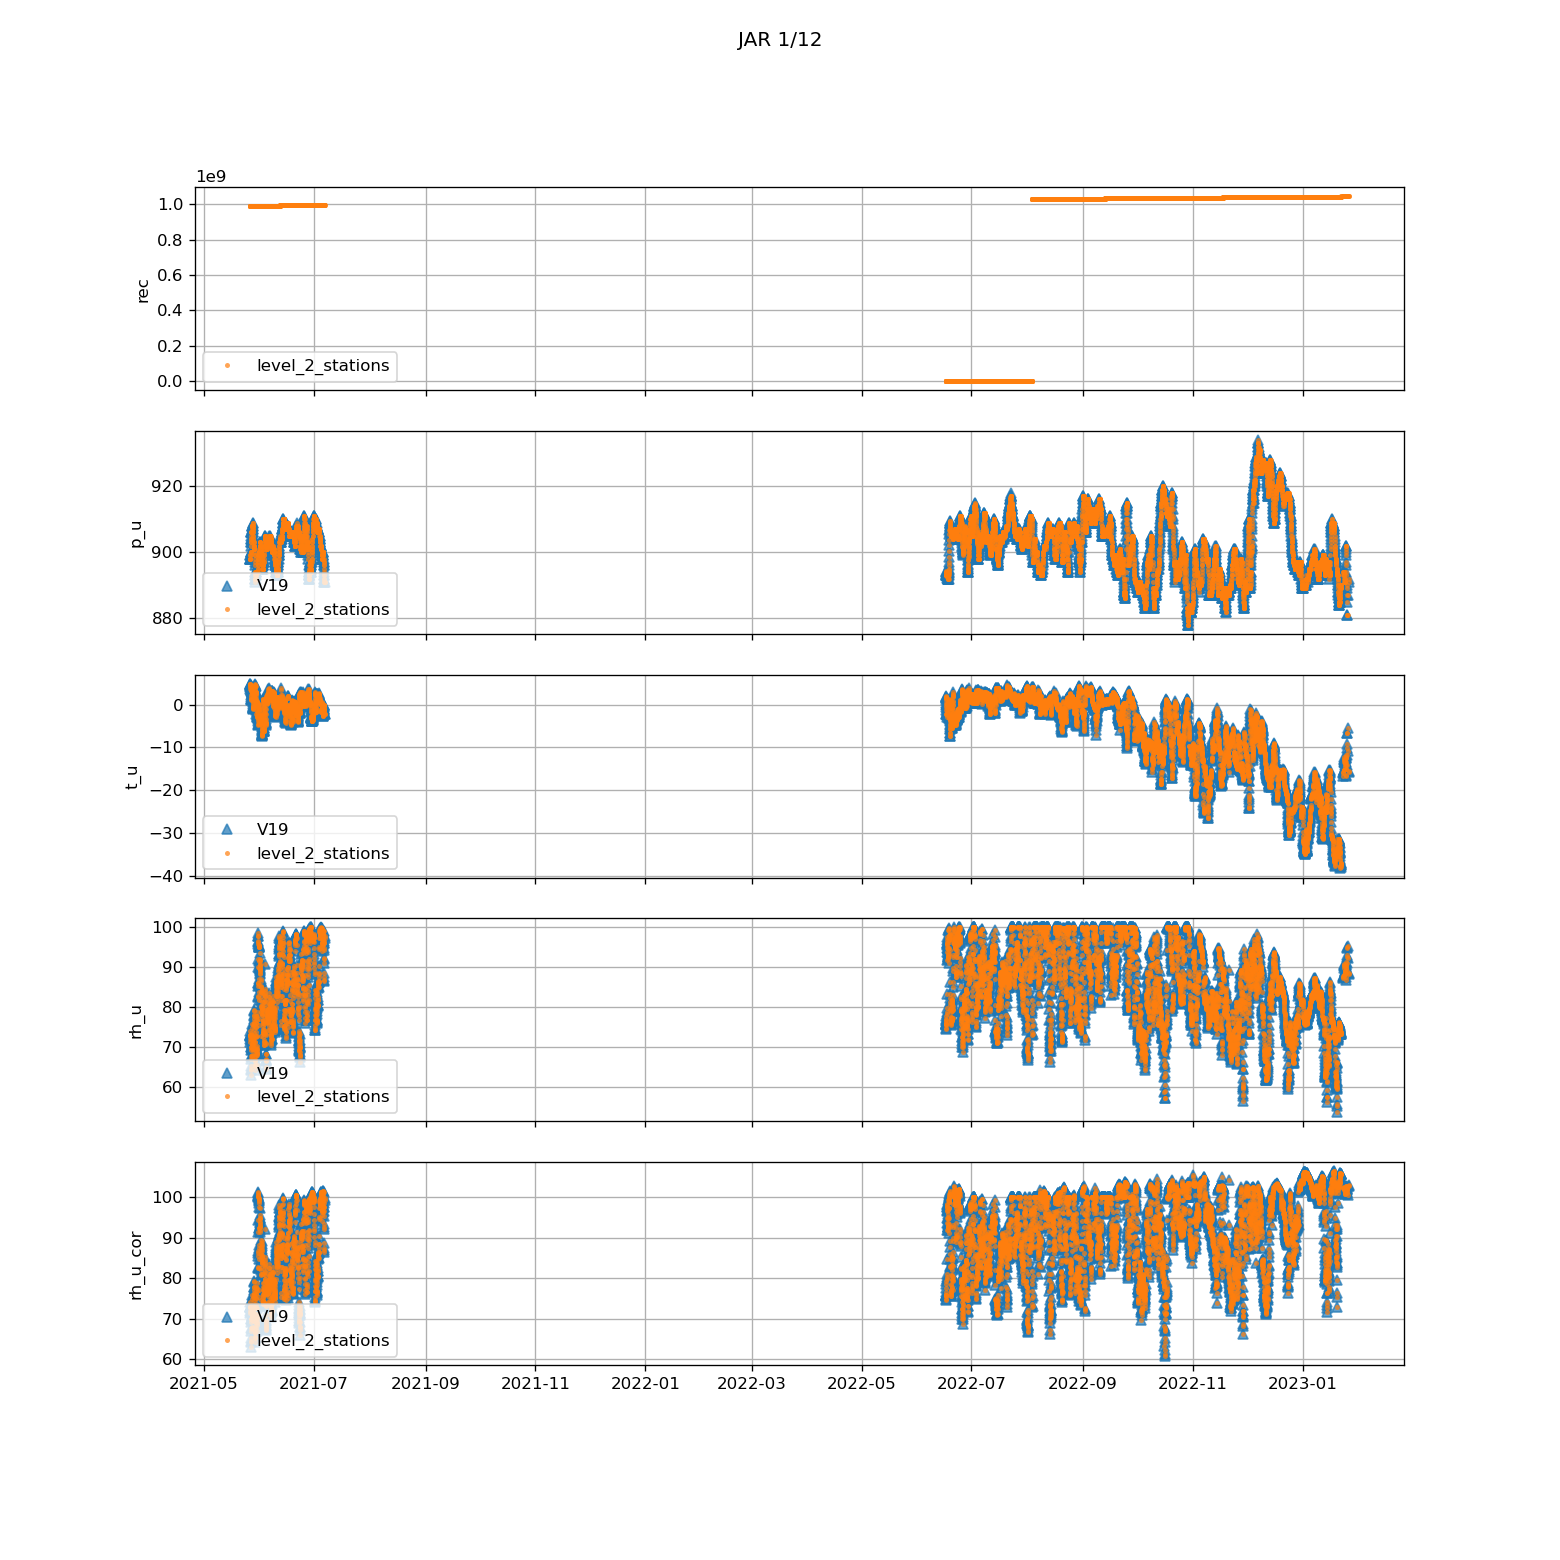 JAR 1/12
1e9
1.0
0.8
0.6
0.4
0.2
0.0
rec
level_2_stations
920
900
880
p_u
V19
level_2_stations
0
−10
−20
−30
−40
t_u
V19
level_2_stations
100
90
80
70
60
rh_u
V19
level_2_stations
100
90
80
70
60
rh_u_cor
V19
level_2_stations
2021-05 2021-07 2021-09 2021-11 2022-01 2022-03 2022-05 2022-07 2022-09 2022-11 2023-01